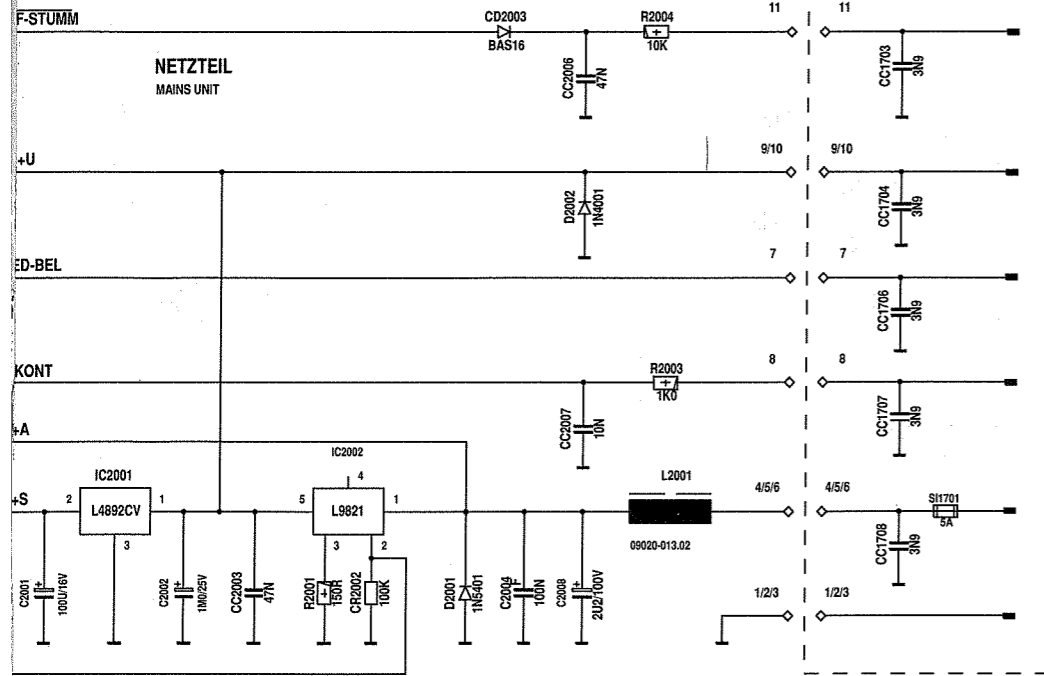 F-STUMM
CD2003
BAS16
R2004
10K
11
11
NETZTEIL
MAINS UNIT
CC2006
47N
CC1703
3N9
+U
9/10
9/10
D2002
1N4001
CC1704
3N9
ED-BEL
7
7
CC1706
3N9
KONT
R2003
1K0
8
8
CC2007
10N
CC1707
3N9
+A
IC2001
IC2002
4
L2001
+S
2
L4892CV
1
3
5
L9821
1
3
2
09020-013.02
4/5/6
4/5/6
SI1701
5A
CC1708
3N9
C2001
+
100U/16V
C2002
+
1M0/25V
CC2003
47N
R2001
150R
CR2002
100K
D2001
1N5401
C2004
F
100N
C2008
+
2U2/100V
1/2/3
1/2/3